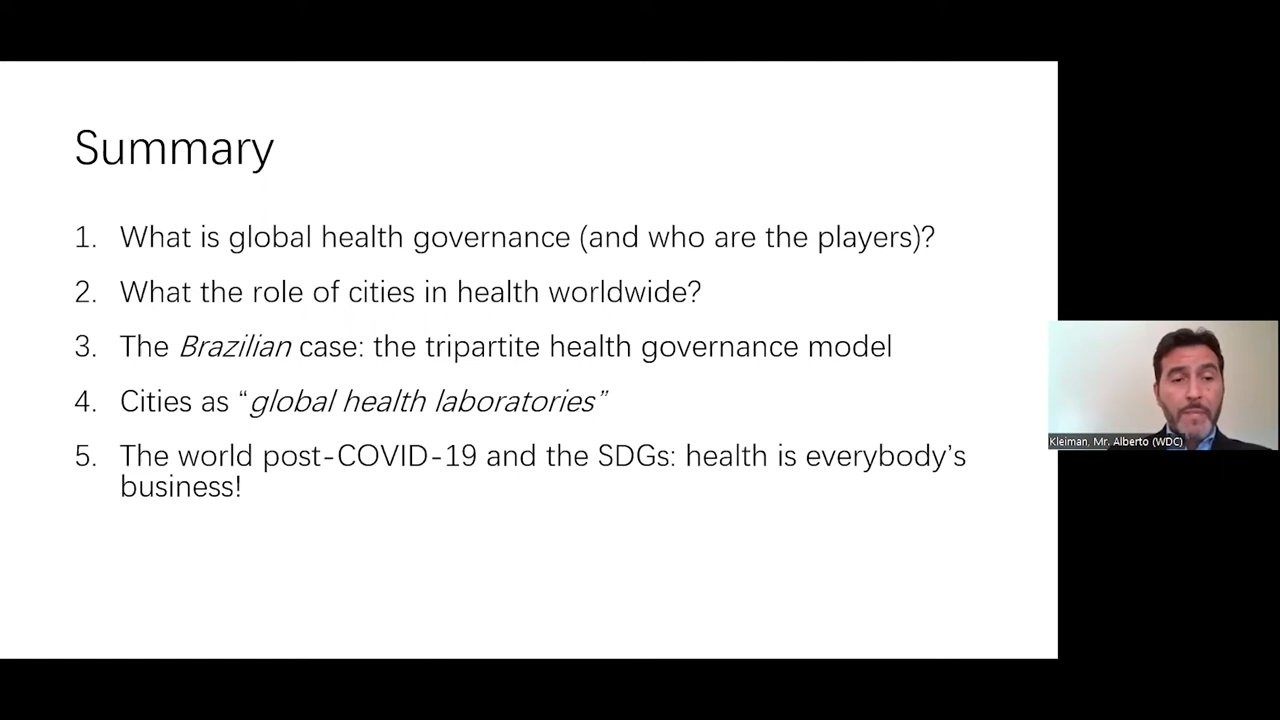 Summary
1. What is global health governance (and who are the players)?
2. What the role of cities in health worldwide?
3. The Brazilian case: the tripartite health governance model
4. Cities as “global health laboratories”
5. The world post-COVID-19 and the SDGs: health is everybody’s
business!
Kleiman, Mr. Alberto (WDC)